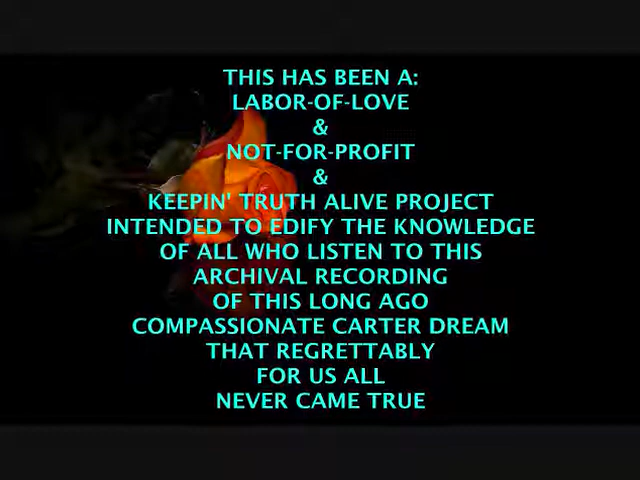 THIS HAS BEEN A:
LABOR-OF-LOVE
&
NOT-FOR-PROFIT
&
KEEPIN' TRUTH ALIVE PROJECT
INTENDED TO EDIFY THE KNOWLEDGE
OF ALL WHO LISTEN TO THIS
ARCHIVAL RECORDING
OF THIS LONG AGO
COMPASSIONATE CARTER DREAM
THAT REGRETTABLY
FOR US ALL
NEVER CAME TRUE